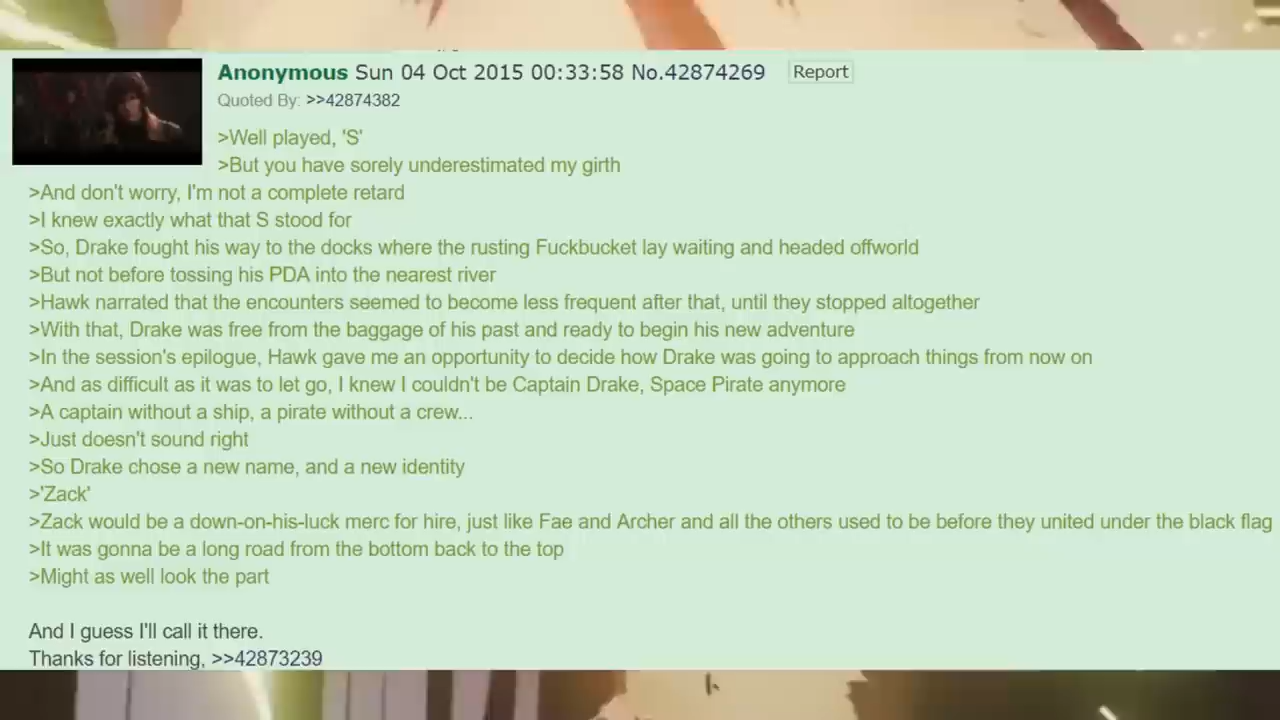 Anonymous Sun 04 Oct 2015 00:33:58 No.42874269 Report
Quoted By: >>42874382
>Well played, 'S'
>But you have sorely underestimated my girth
>And don't worry, I'm not a complete retard
>I knew exactly what that S stood for
>So, Drake fought his way to the docks where the rusting Fuckbucket lay waiting and headed offworld
>But not before tossing his PDA into the nearest river
>Hawk narrated that the encounters seemed to become less frequent after that, until they stopped altogether
>With that, Drake was free from the baggage of his past and ready to begin his new adventure
>In the session's epilogue, Hawk gave me an opportunity to decide how Drake was going to approach things from now on
>And as difficult as it was to let go, I knew I couldn't be Captain Drake, Space Pirate anymore
>A captain without a ship, a pirate without a crew...
>Just doesn't sound right
>So Drake chose a new name, and a new identity
>'Zack'
>Zack would be a down-on-his-luck merc for hire, just like Fae and Archer and all the others used to be before they united under the black flag
>It was gonna be a long road from the bottom back to the top
>Might as well look the part
And I guess I'll call it there.
Thanks for listening, >>42873239